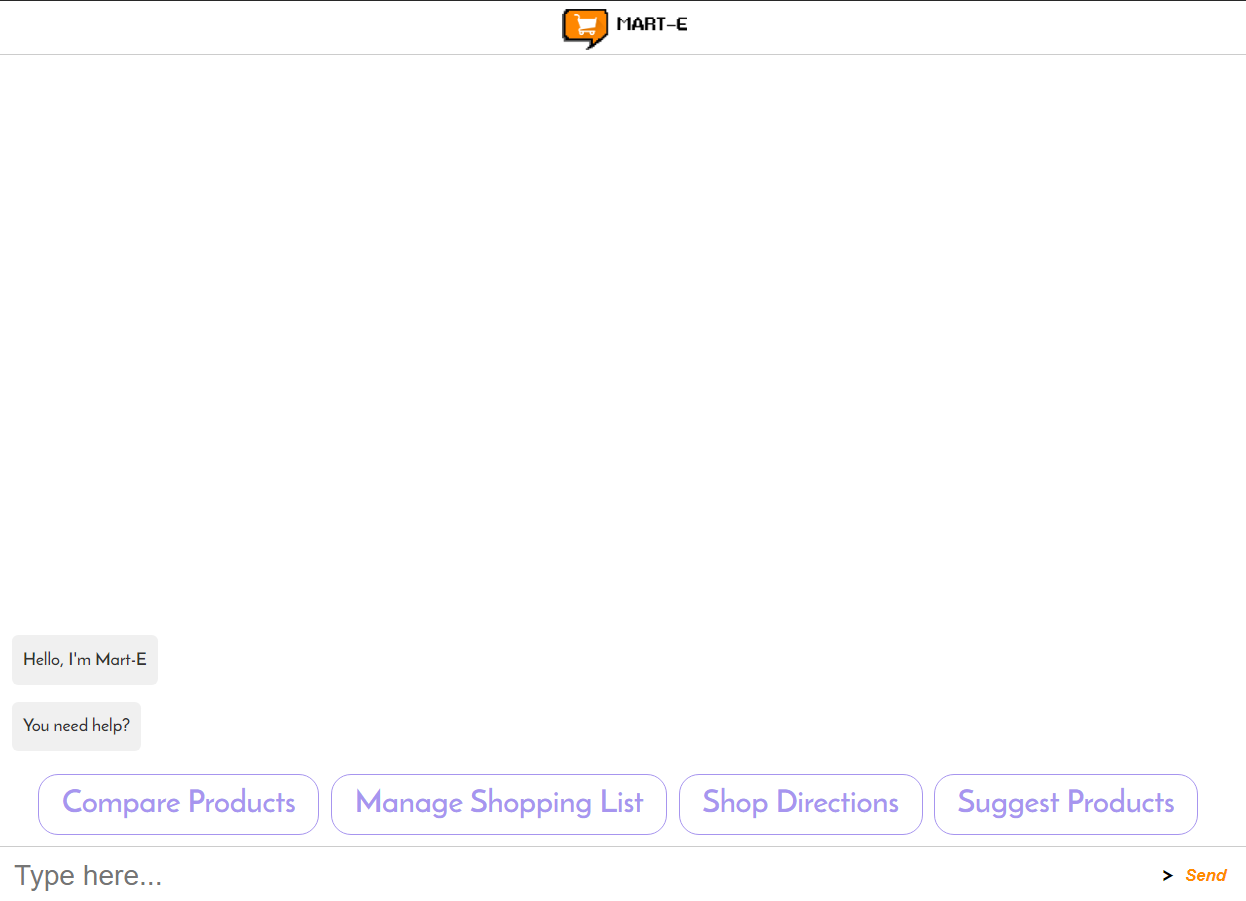 MART-E
Hello, I'm Mart-E
You need help?
Compare Products Manage Shopping List Shop Directions Suggest Products
Type here... > Send